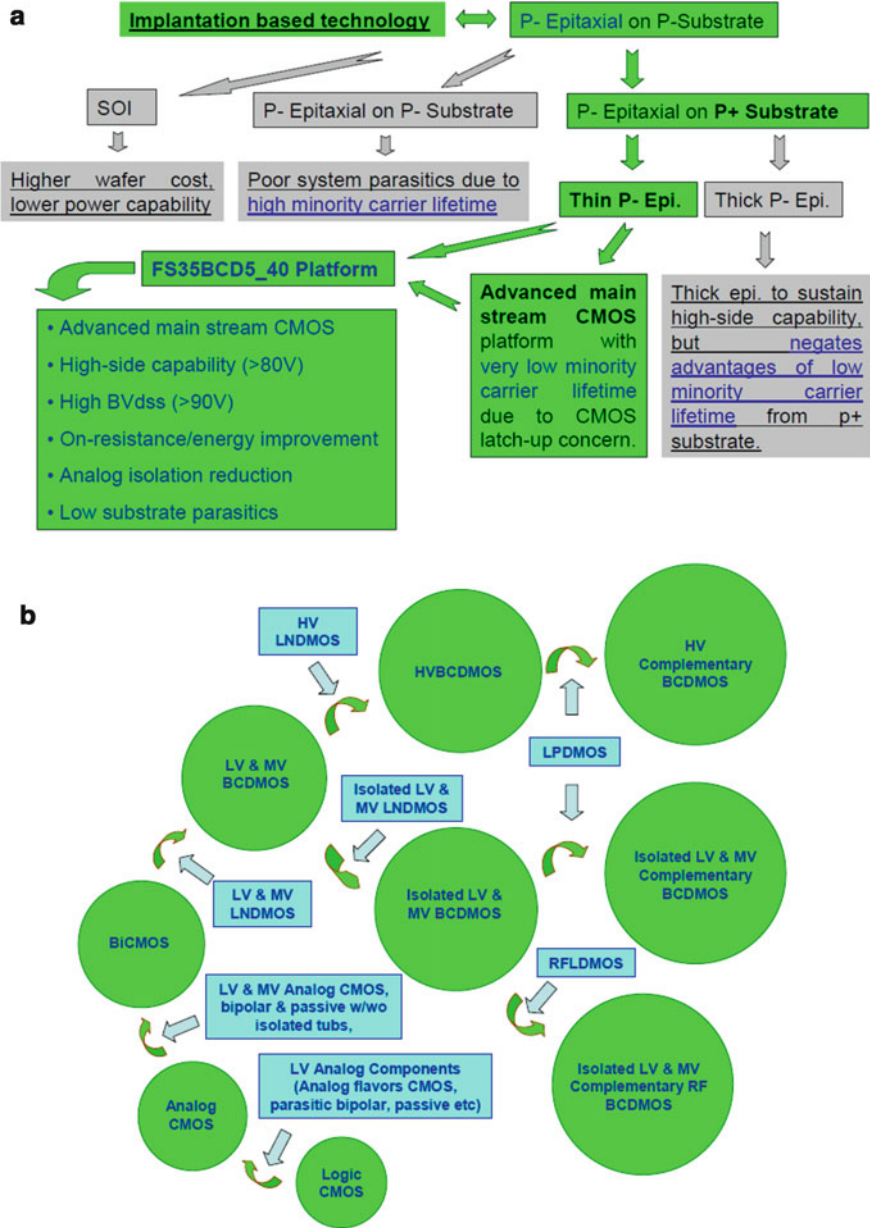 a
Implantation based technology
P- Epitaxial on P-Substrate
SOI
P- Epitaxial on P- Substrate
P- Epitaxial on P+ Substrate
Higher wafer cost,
lower power capability
Poor system parasitics due to
high minority carrier lifetime
Thin P- Epi.
Thick P- Epi.
FS35BCD5_40 Platform
• Advanced main stream CMOS
• High-side capability (>80V)
• High BVdss (>90V)
• On-resistance/energy improvement
• Analog isolation reduction
• Low substrate parasitics
Advanced main
stream CMOS
platform with
very low minority
carrier lifetime
due to CMOS
latch-up concern.
Thick epi. to sustain
high-side capability,
but negates
advantages of low
minority carrier
lifetime from p+
substrate.
b
HV
LNDMOS
HVBCDMOS
HV
Complementary
BCDMOS
LV & MV
BCDMOS
LPDMOS
Isolated LV &
MV LNDMOS
LV & MV
LNDMOS
Isolated LV &
MV BCDMOS
Isolated LV & MV
Complementary
BCDMOS
BiCMOS
RFLDMOS
LV & MV Analog CMOS,
bipolar & passive w/wo
isolated tubs,
LV Analog Components
(Analog flavors CMOS,
parasitic bipolar, passive etc)
Isolated LV & MV
Complementary RF
BCDMOS
Analog
CMOS
Logic
CMOS